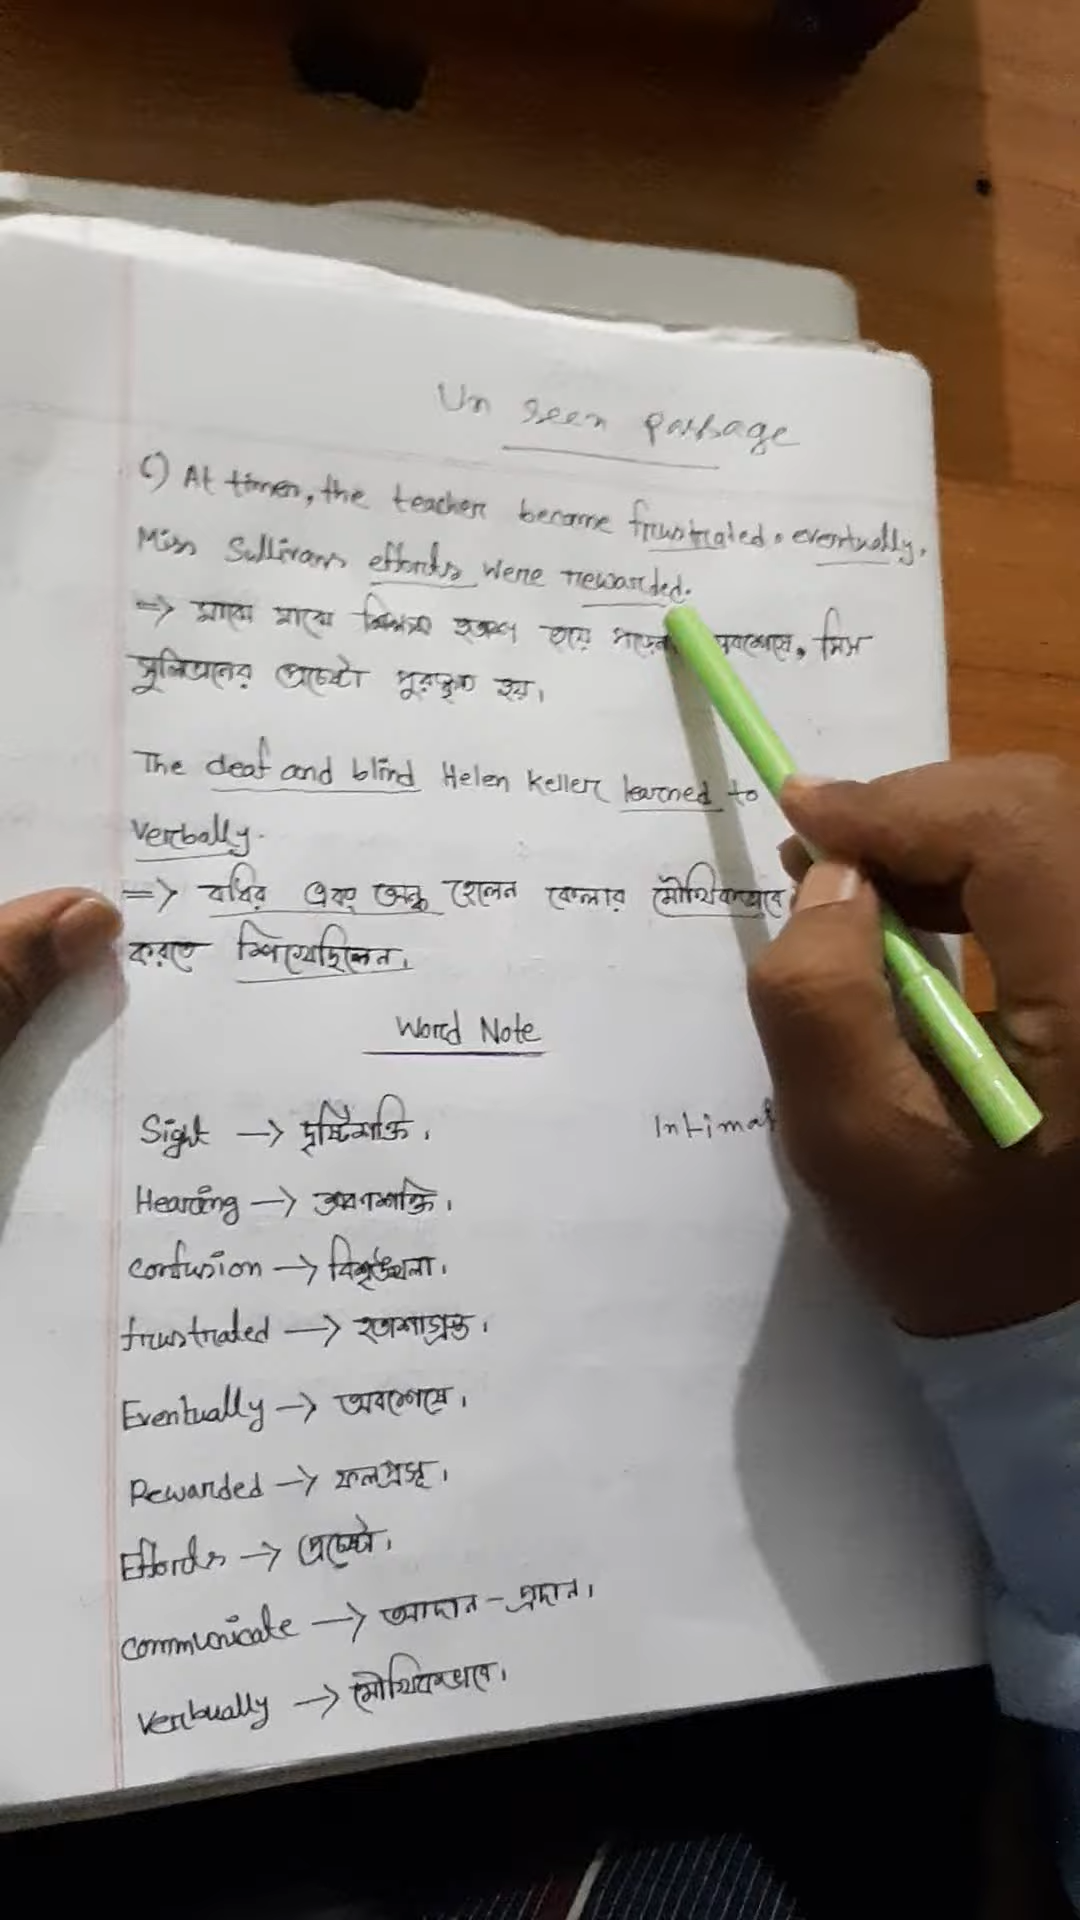 Un seen passage
C) At times, the teacher became frustrated. eventually,
Miss Sullivans efforts were rewarded.
=> মাঝে মাঝে শিক্ষক হতাশ হয়ে
সুলিভানের প্রচেষ্টা পুরস্কৃত হয়।
The deaf and blind Helen Keller learned to
verbally.
=> বধির এবং অন্ধ হেলেন কেলার মৌখিকভাবে
করতে শিখেছিলেন।
Word Note
Sight -> দৃষ্টিশক্তি।
Intimat
Hearing -> শ্রবণশক্তি।
confusion -> বিশৃঙ্খলা।
frustrated -> হতাশাগ্রস্ত।
Eventually -> অবশেষে।
Rewarded -> ফলপ্রসূ।
Efforts -> প্রচেষ্টা।
communicate -> আদান-প্রদান।
verbually -> মৌখিকভাবে।